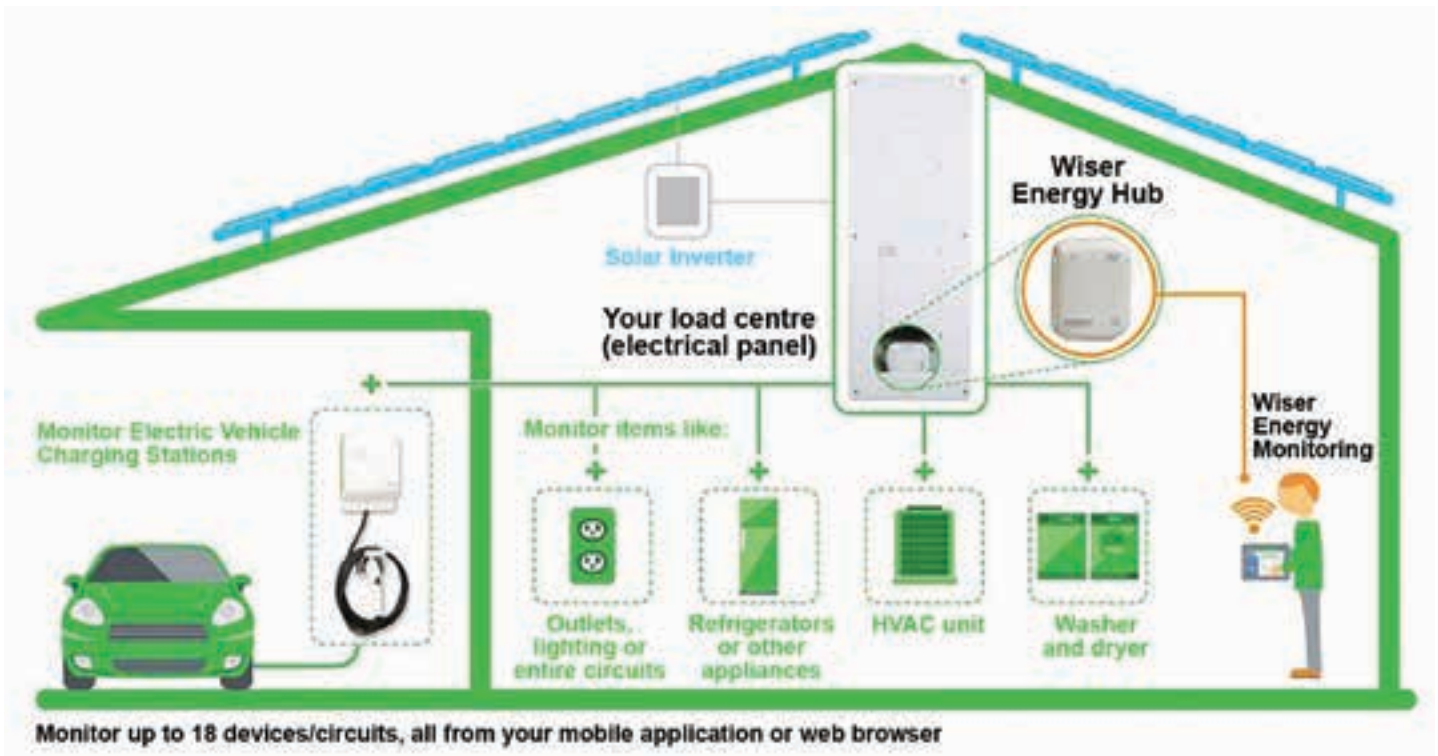 Wiser
Energy Hub
Solar Inverter
Your load centre
(electrical panel)
Monitor Electric Vehicle
Charging Stations
Monitor items like:
Wiser
Energy
Monitoring
Outlets,
lighting or
entire circuits
Refrigerators
or other
appliances
HVAC unit
Washer
and dryer
Monitor up to 18 devices/circuits, all from your mobile application or web browser